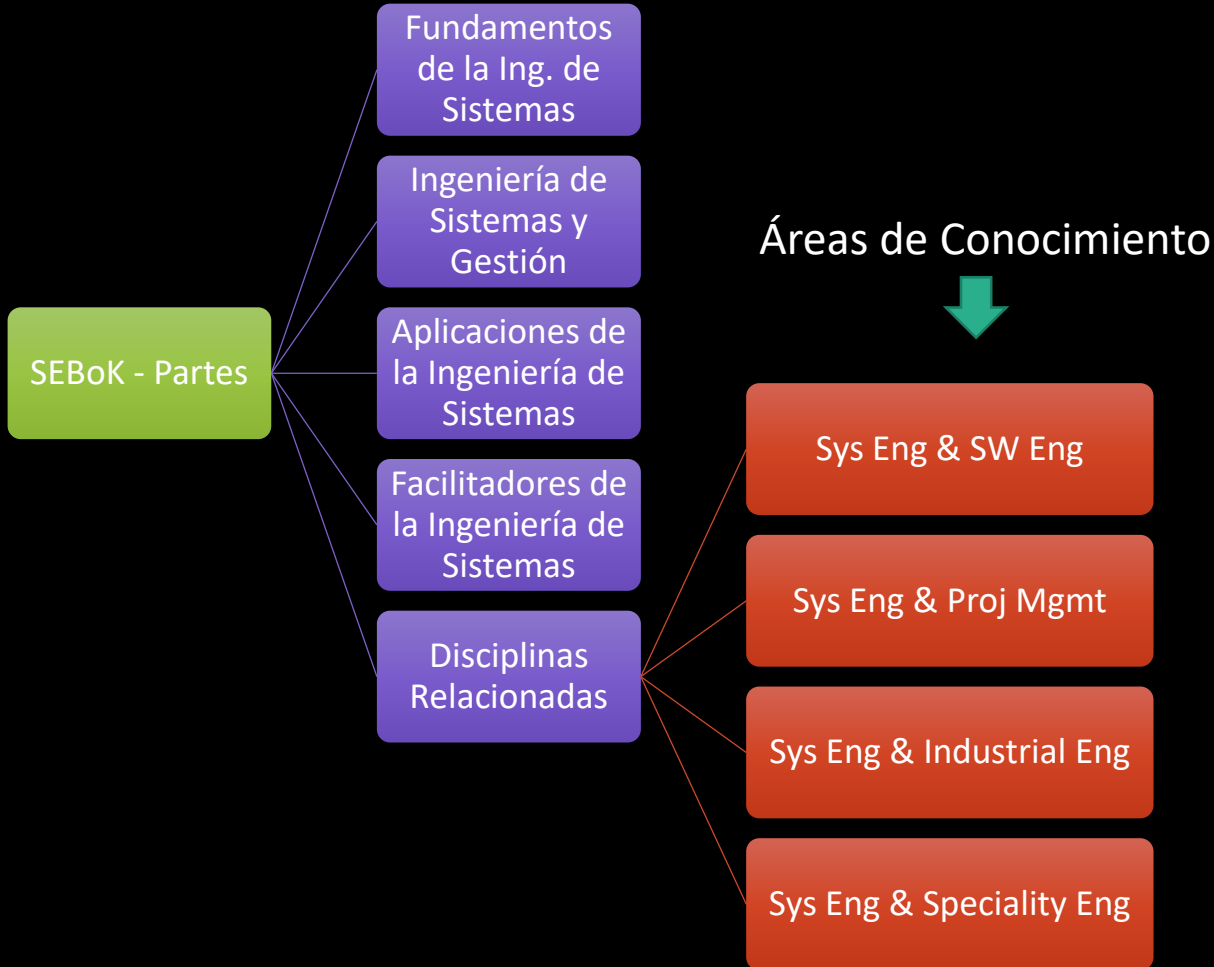 SEBoK - Partes
Fundamentos
de la Ing. de
Sistemas
Ingeniería de
Sistemas y
Gestión
Aplicaciones de
la Ingeniería de
Sistemas
Facilitadores de
la Ingeniería de
Sistemas
Disciplinas
Relacionadas
Áreas de Conocimiento
Sys Eng & SW Eng
Sys Eng & Proj Mgmt
Sys Eng & Industrial Eng
Sys Eng & Speciality Eng